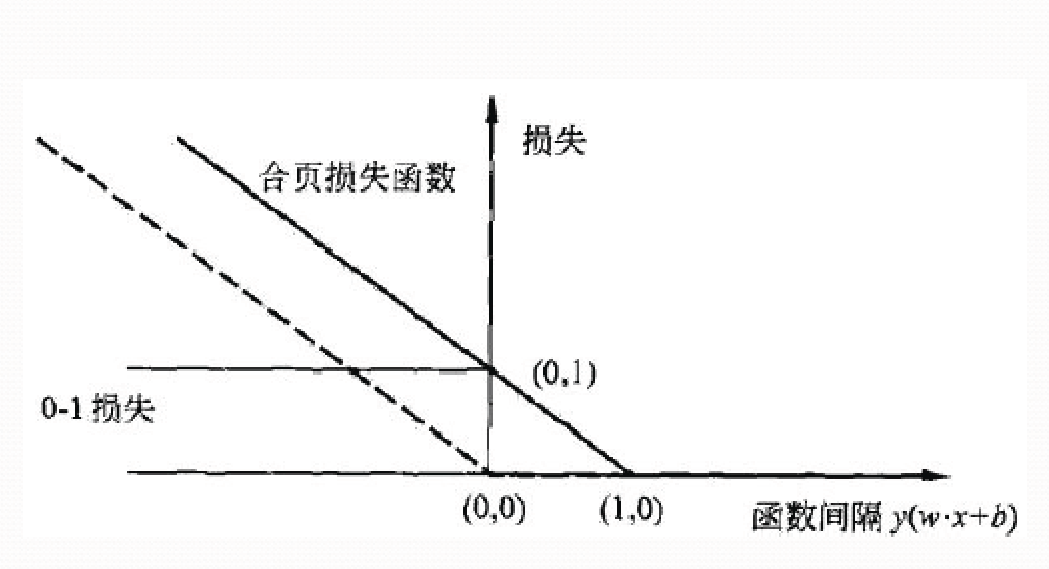 损失
合页损失函数
(0,1)
0-1 损失
(0,0)
(1,0)
函数间隔 y(w·x+b)